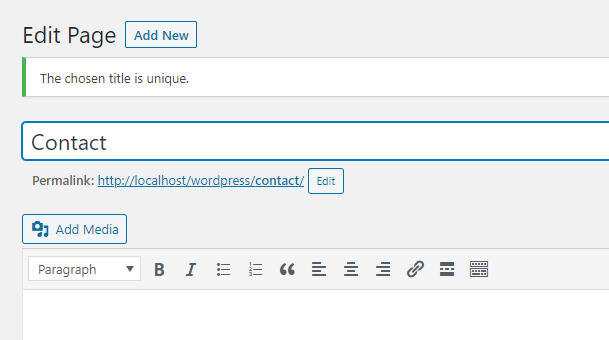 Edit Page Add New
The chosen title is unique.
Contact
Permalink: http://localhost/wordpress/contact/ Edit
Add Media
Paragraph B I